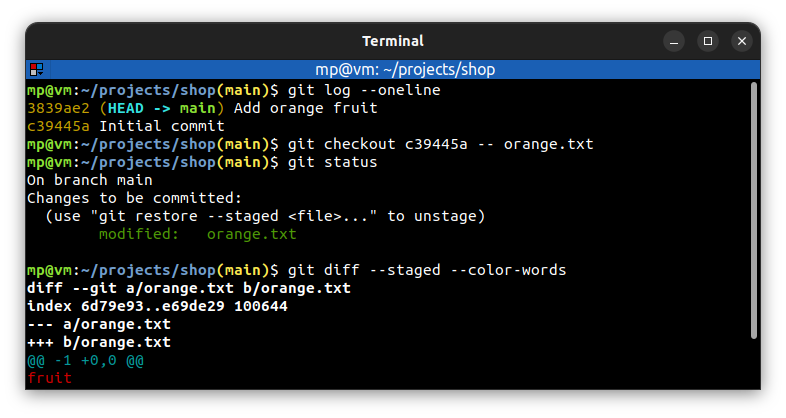 Terminal
mp@vm: ~/projects/shop
mp@vm:~/projects/shop(main)$ git log --oneline
3839ae2 (HEAD -> main) Add orange fruit
c39445a Initial commit
mp@vm:~/projects/shop(main)$ git checkout c39445a -- orange.txt
mp@vm:~/projects/shop(main)$ git status
On branch main
Changes to be committed:
  (use "git restore --staged <file>..." to unstage)
        modified:   orange.txt
mp@vm:~/projects/shop(main)$ git diff --staged --color-words
diff --git a/orange.txt b/orange.txt
index 6d79e93..e69de29 100644
--- a/orange.txt
+++ b/orange.txt
@@ -1 +0,0 @@
fruit